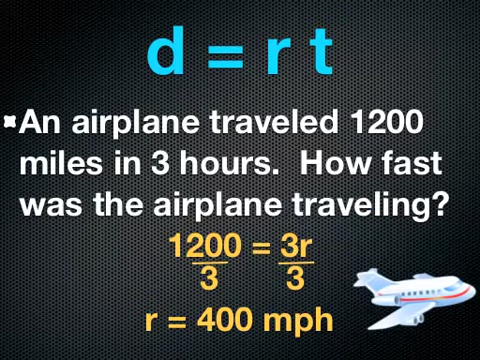 d = r t
An airplane traveled 1200
miles in 3 hours. How fast
was the airplane traveling?
1200 = 3r
3 3
r = 400 mph